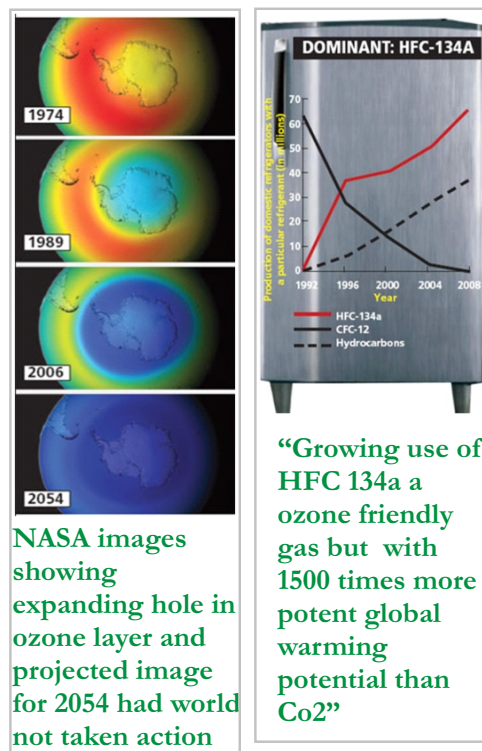 1974
1989
2006
2054
NASA images
showing
expanding hole in
ozone layer and
projected image
for 2054 had world
not taken action
DOMINANT: HFC-134A
Production of domestic refrigerators with
a particular refrigerant (in millions)
70
60
50
40
30
20
10
0
1992 1996 2000 2004 2008
Year
HFC-134a
CFC-12
Hydrocarbons
“Growing use of
HFC 134a a
ozone friendly
gas but with
1500 times more
potent global
warming
potential than
Co2”